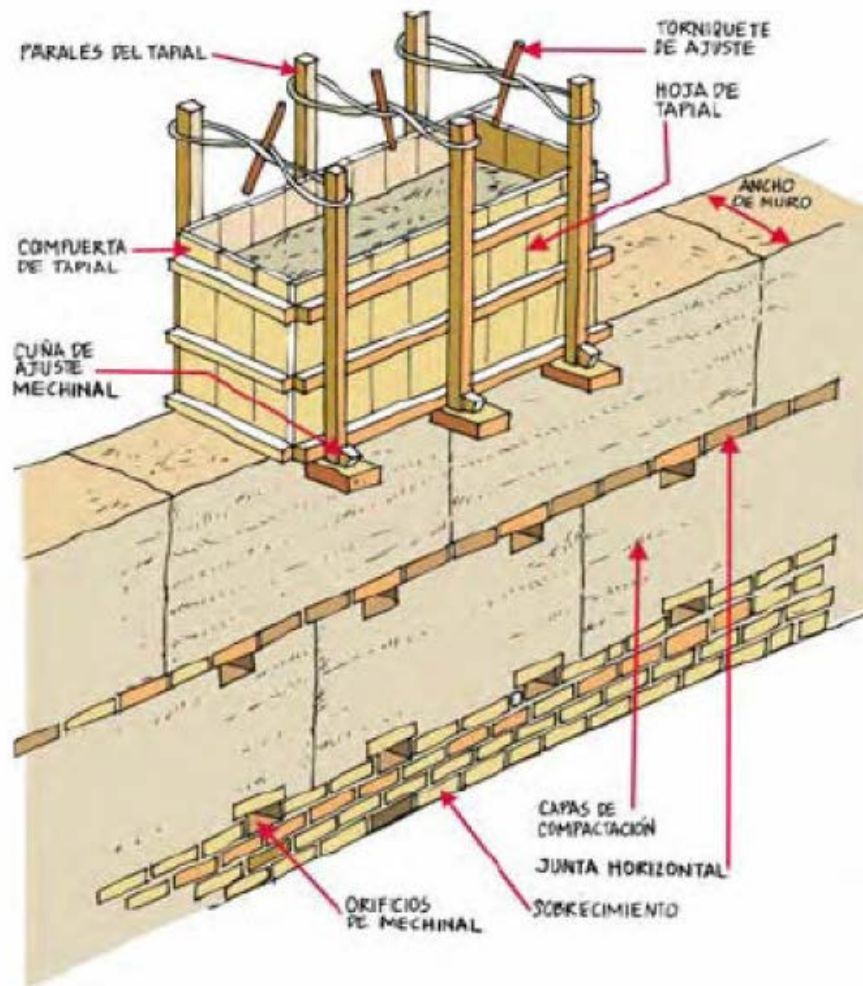 PARALES DEL TAPIAL
TORNIQUETE
DE AJUSTE
HOJA DE
TAPIAL
ANCHO
DE MURO
COMPUERTA
DE TAPIAL
CUÑA DE
AJUSTE
MECHINAL
CAPAS DE
COMPACTACIÓN
JUNTA HORIZONTAL
SOBRECIMIENTO
ORIFICIOS
DE MECHINAL